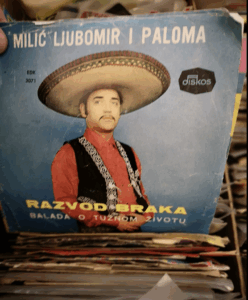 MILIĆ LJUBOMIR I PALOMA
diskos
RAZVOD BRAKA
BALADA O TUŽNOM ŽIVOTU